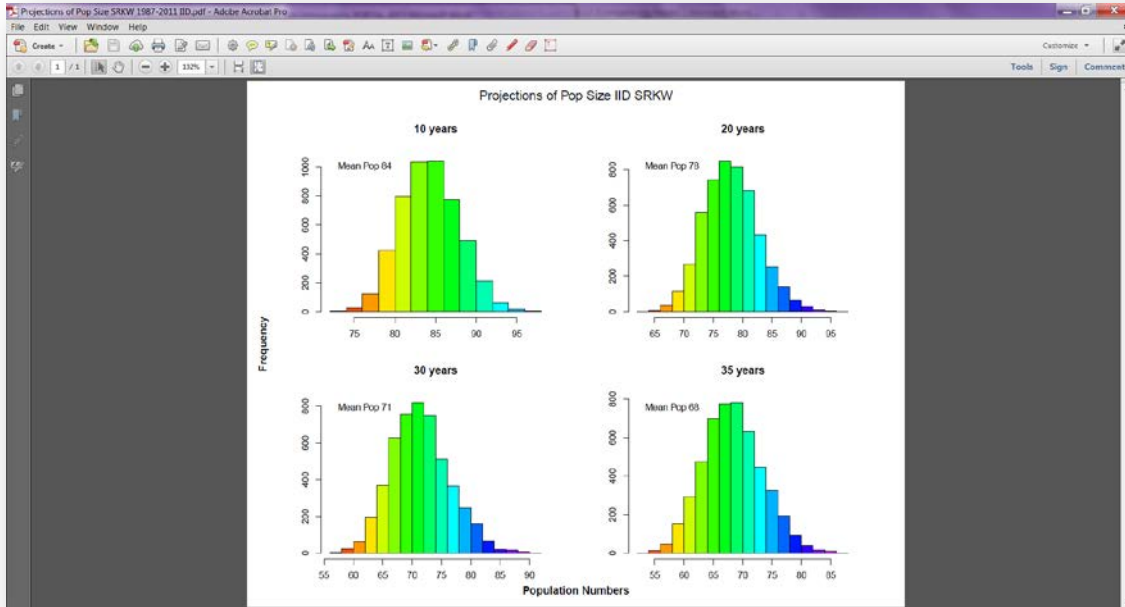 Projections of Pop Size SRKW 1987-2011 IID.pdf - Adobe Acrobat Pro
File Edit View Window Help
Create
Customize
1 / 1
132%
Tools Sign Comment
Projections of Pop Size IID SRKW
10 years
Mean Pop 84
0 200 400 600 800 1000
75 80 85 90 95
20 years
Mean Pop 78
0 200 400 600 800
65 70 75 80 85 90 95
Frequency
30 years
Mean Pop 71
0 200 400 600 800
55 60 65 70 75 80 85 90
35 years
Mean Pop 68
0 200 400 600 800
55 60 65 70 75 80 85
Population Numbers